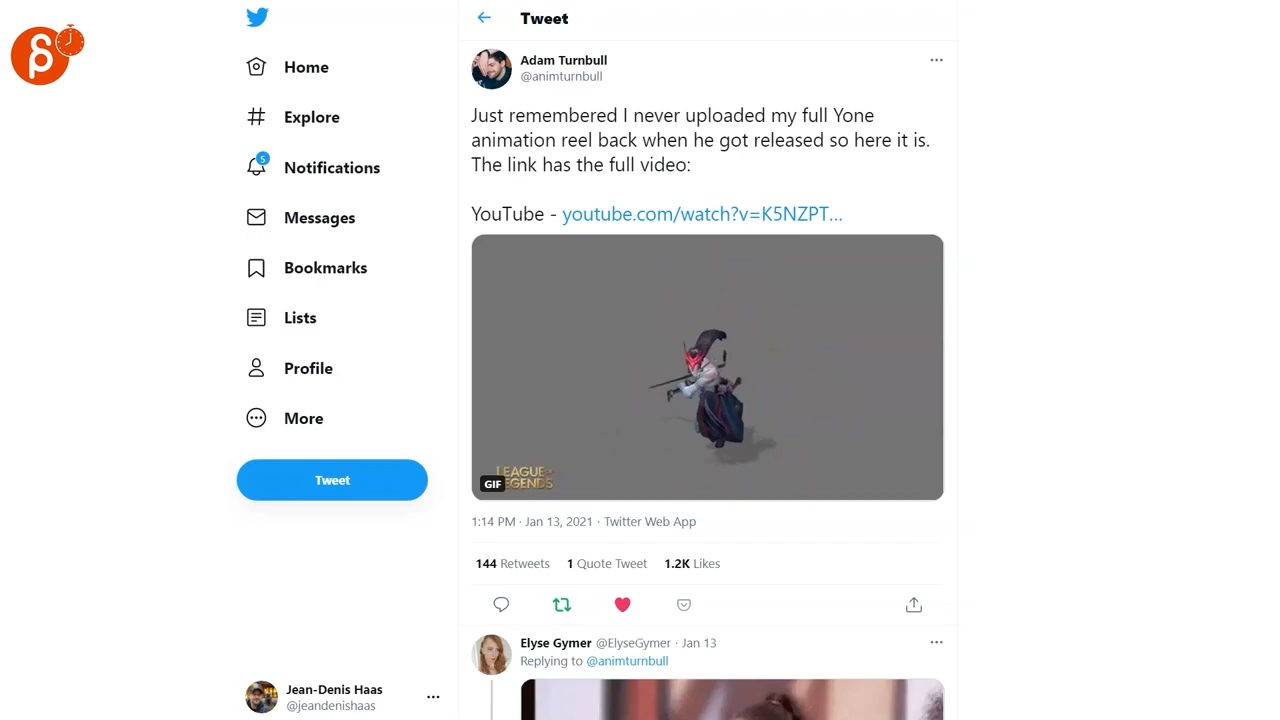 Tweet
Adam Turnbull
@animturnbull
Home
Explore
5
Notifications
Messages
Bookmarks
Lists
Profile
More
Tweet
Just remembered I never uploaded my full Yone
animation reel back when he got released so here it is.
The link has the full video:
YouTube - youtube.com/watch?v=K5NZPT...
LEAGUE OF
LEGENDS
GIF
1:14 PM · Jan 13, 2021 · Twitter Web App
144 Retweets 1 Quote Tweet 1.2K Likes
Elyse Gymer @ElyseGymer · Jan 13
Replying to @animturnbull
Jean-Denis Haas
@jeandenishaas